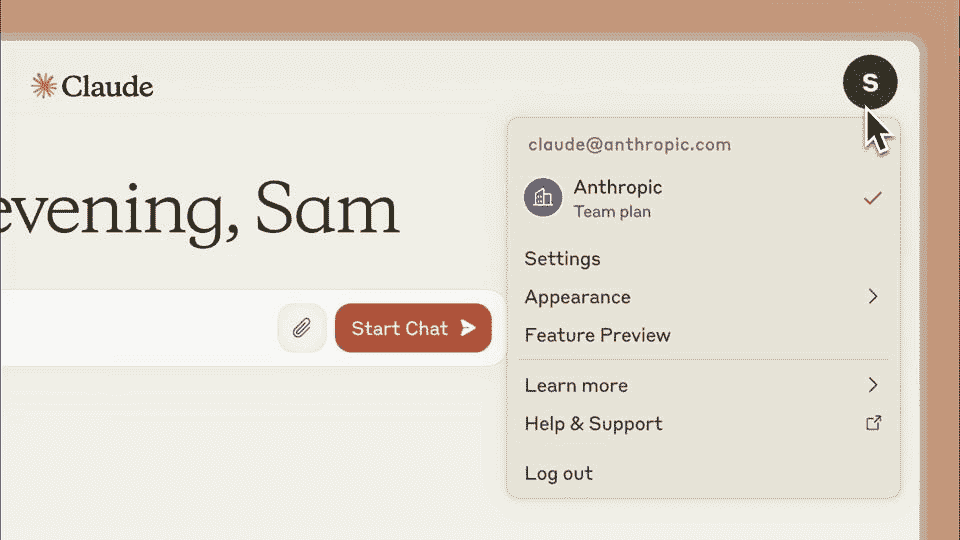 Claude
S
claude@anthropic.com
Anthropic
Team plan
evening, Sam
Settings
Appearance
Start Chat
Feature Preview
Learn more
Help & Support
Log out